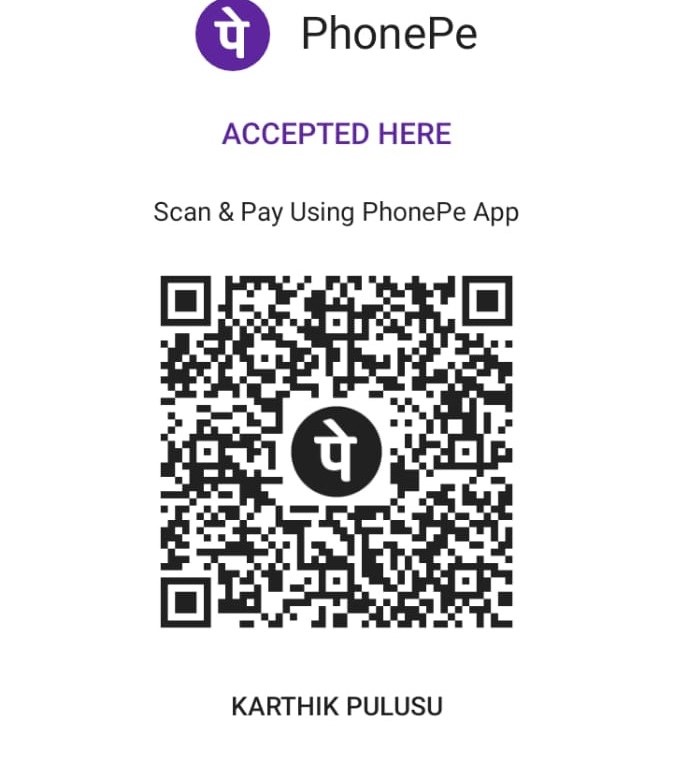 पे PhonePe
ACCEPTED HERE
Scan & Pay Using PhonePe App
पे
KARTHIK PULUSU